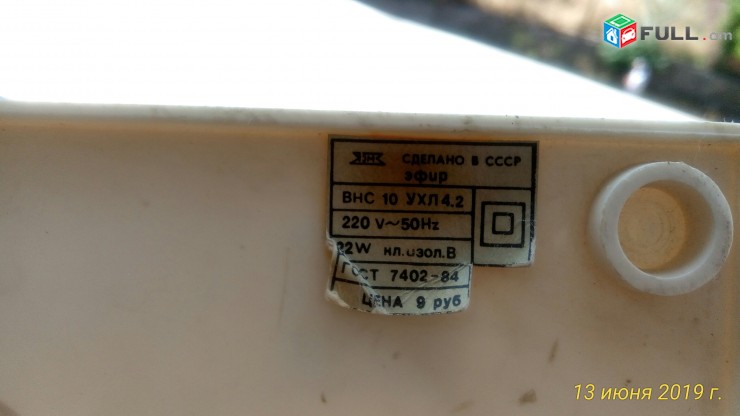 FULL.am
СДЕЛАНО В СССР
эфир
ВНС 10 УХЛ 4.2
220 V~50Hz
22W кл.изол.В
ГОСТ 7402-84
ЦЕНА 9 руб
13 июня 2019 г.